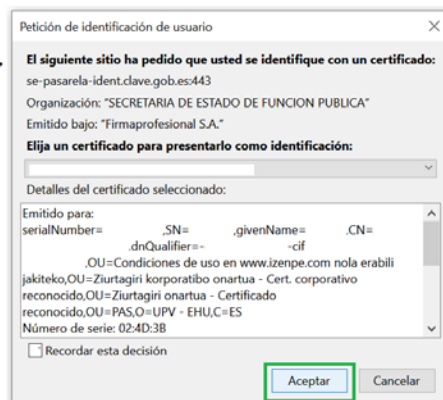 Petición de identificación de usuario
El siguiente sitio ha pedido que usted se identifique con un certificado:
se-pasarela-ident.clave.gob.es:443
Organización: "SECRETARIA DE ESTADO DE FUNCION PUBLICA"
Emitido bajo: "Firmaprofesional S.A."
Elija un certificado para presentarlo como identificación:
Detalles del certificado seleccionado:
Emitido para:
serialNumber= ,SN= ,givenName= .CN=
.dnQualifier=- -cif
,OU=Condiciones de uso en www.izenpe.com nola erabili
jakiteko,OU=Ziurtagiri korporatibo onartua - Cert. corporativo
reconocido,OU=Ziurtagiri onartua - Certificado
reconocido,OU=PAS,O=UPV - EHU,C=ES
Número de serie: 02:4D:3B
Recordar esta decisión
Aceptar Cancelar